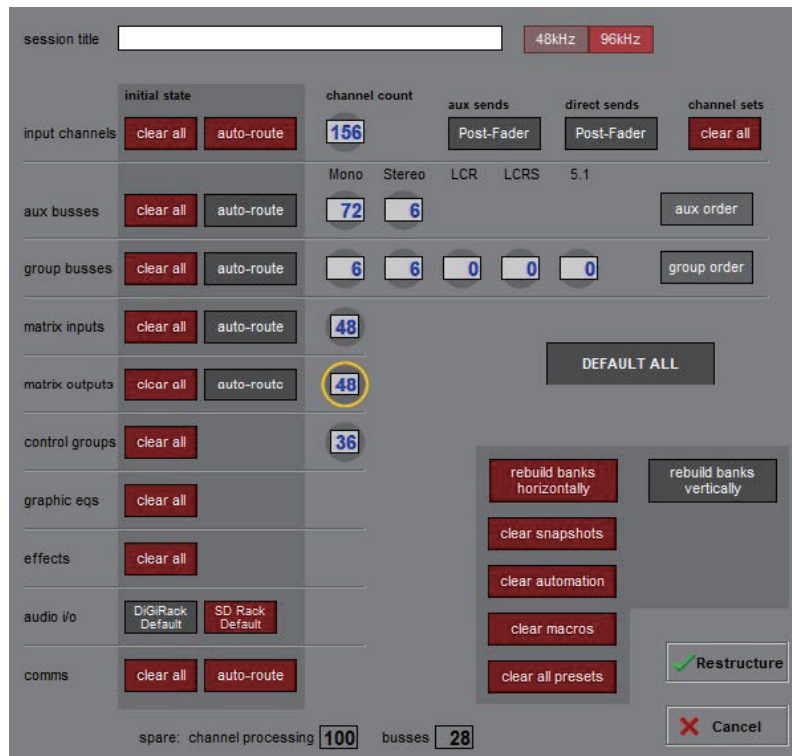 session title 48kHz 96kHz
initial state channel count aux sends direct sends channel sets
input channels clear all auto-route 156 Post-Fader Post-Fader clear all
Mono Stereo LCR LCRS 5.1
aux busses clear all auto-route 72 6 aux order
group busses clear all auto-route 6 6 0 0 0 group order
matrix inputs clear all auto-route 48
DEFAULT ALL
matrix outputs clear all auto-route 48
control groups clear all 36
rebuild banks
horizontally
rebuild banks
vertically
graphic eqs clear all
clear snapshots
effects clear all
clear automation
audio i/o DiGiRack
Default
SD Rack
Default
clear macros
comms clear all auto-route
clear all presets
Restructure
Cancel
spare: channel processing 100 busses 28